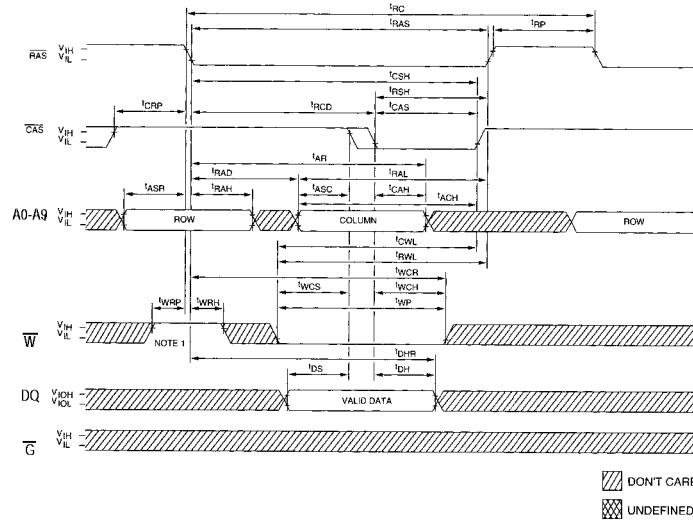 tRC
tRAS
tRP
RAS VIH
VIL
tCSH
tRSH
tCRP
tRCD
tCAS
CAS VIH
VIL
tAR
tRAD
tRAL
tASR
tRAH
tASC
tCAH
tACH
A0-A9 VIH
VIL
ROW
COLUMN
ROW
tCWL
tRWL
tWCR
tWCS
tWCH
tWRP
tWRH
tWP
W VIH
VIL
NOTE 1
tDHR
tDS
tDH
DQ VIOH
VIOL
VALID DATA
G VIH
VIL
DON'T CARE
UNDEFINED